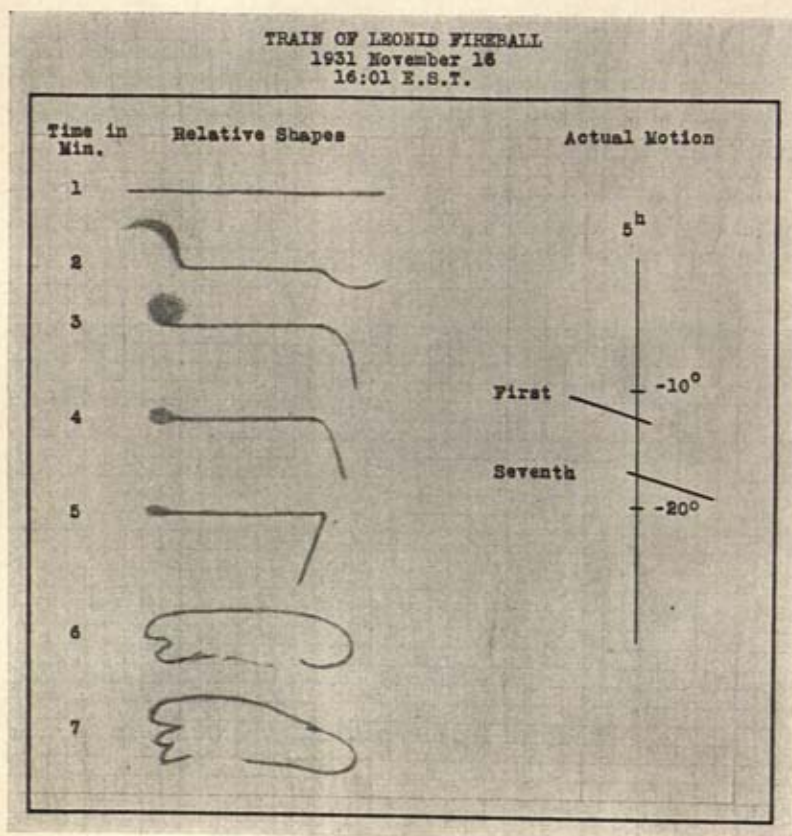 TRAIN OF LEONID FIREBALL
1931 November 16
16:01 E.S.T.
Time in
Min.
Relative Shapes
Actual Motion
1
5h
2
3
-10°
First
4
Seventh
5
-20°
6
7